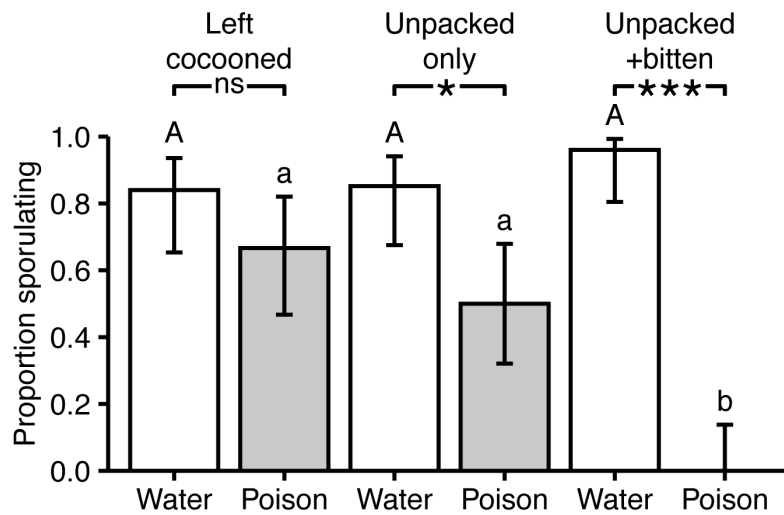 Left
cocooned
Unpacked
only
Unpacked
+bitten
ns
*
***
A
a
A
a
A
b
Proportion sporulating
1.0
0.8
0.6
0.4
0.2
0.0
Water Poison Water Poison Water Poison